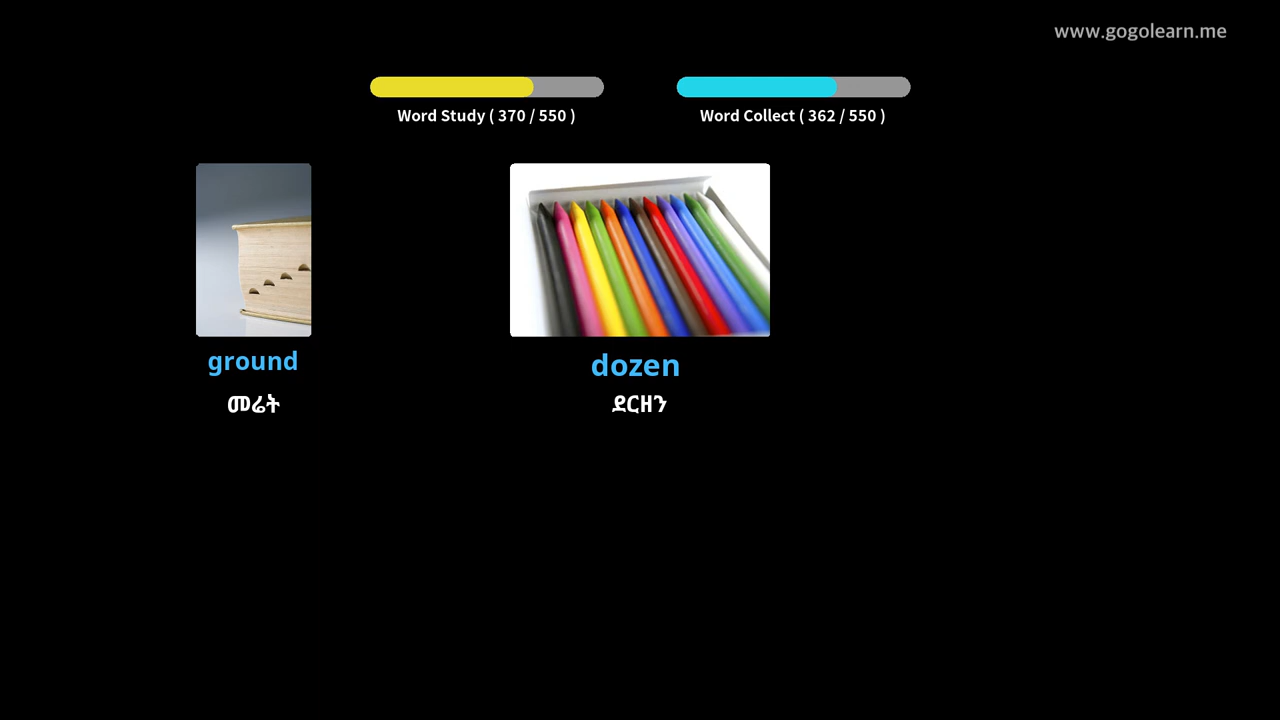 www.gogolearn.me
Word Study ( 370 / 550 )
Word Collect ( 362 / 550 )
ground
መሬት
dozen
ደርዘን